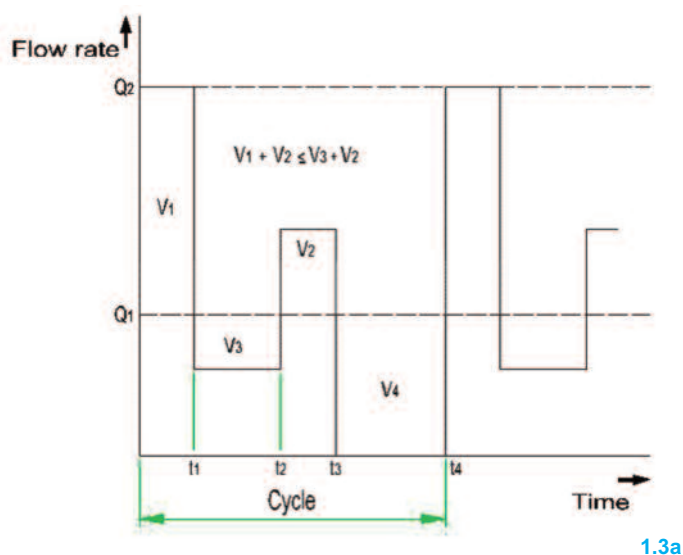 Flow rate
Q2
V1 + V2 ≤ V3 + V2
V1
V2
Q1
V3
V4
t1 t2 t3 t4
Cycle
Time
1.3a